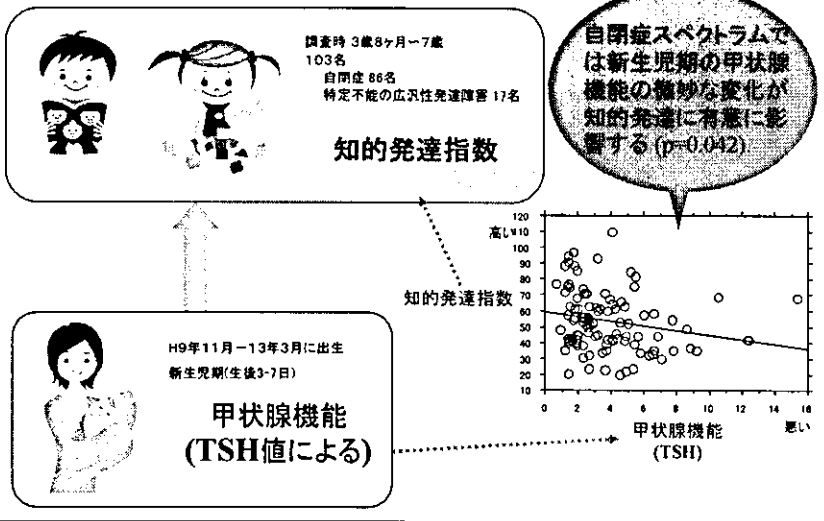 調査時 3歳8ヶ月ー7歳
103名
自閉症 86名
特定不能の広汎性発達障害 17名
知的発達指数
自閉症スペクトラムで
は新生児期の甲状腺
機能の微妙な変化が
知的発達に有意に影
響する (p=0.042)
120
高い 110
100
90
80
70
60
50
40
30
20
10
0 2 4 6 8 10 12 14 16
悪い
甲状腺機能
(TSH)
知的発達指数
H9年11月ー13年3月に出生
新生児期(生後3-7日)
甲状腺機能
(TSH値による)